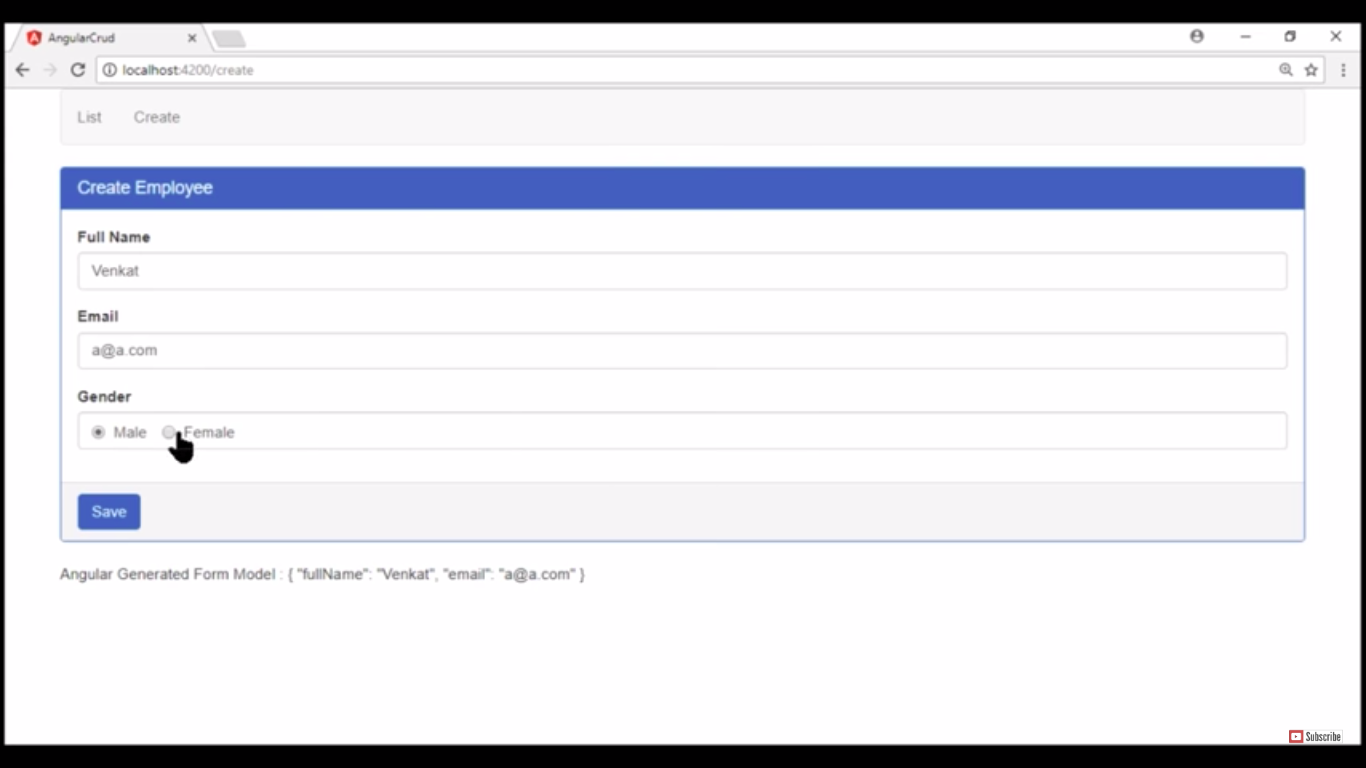 AngularCrud
localhost:4200/create
List Create
Create Employee
Full Name
Venkat
Email
a@a.com
Gender
Male Female
Save
Angular Generated Form Model : { "fullName": "Venkat", "email": "a@a.com" }
Subscribe